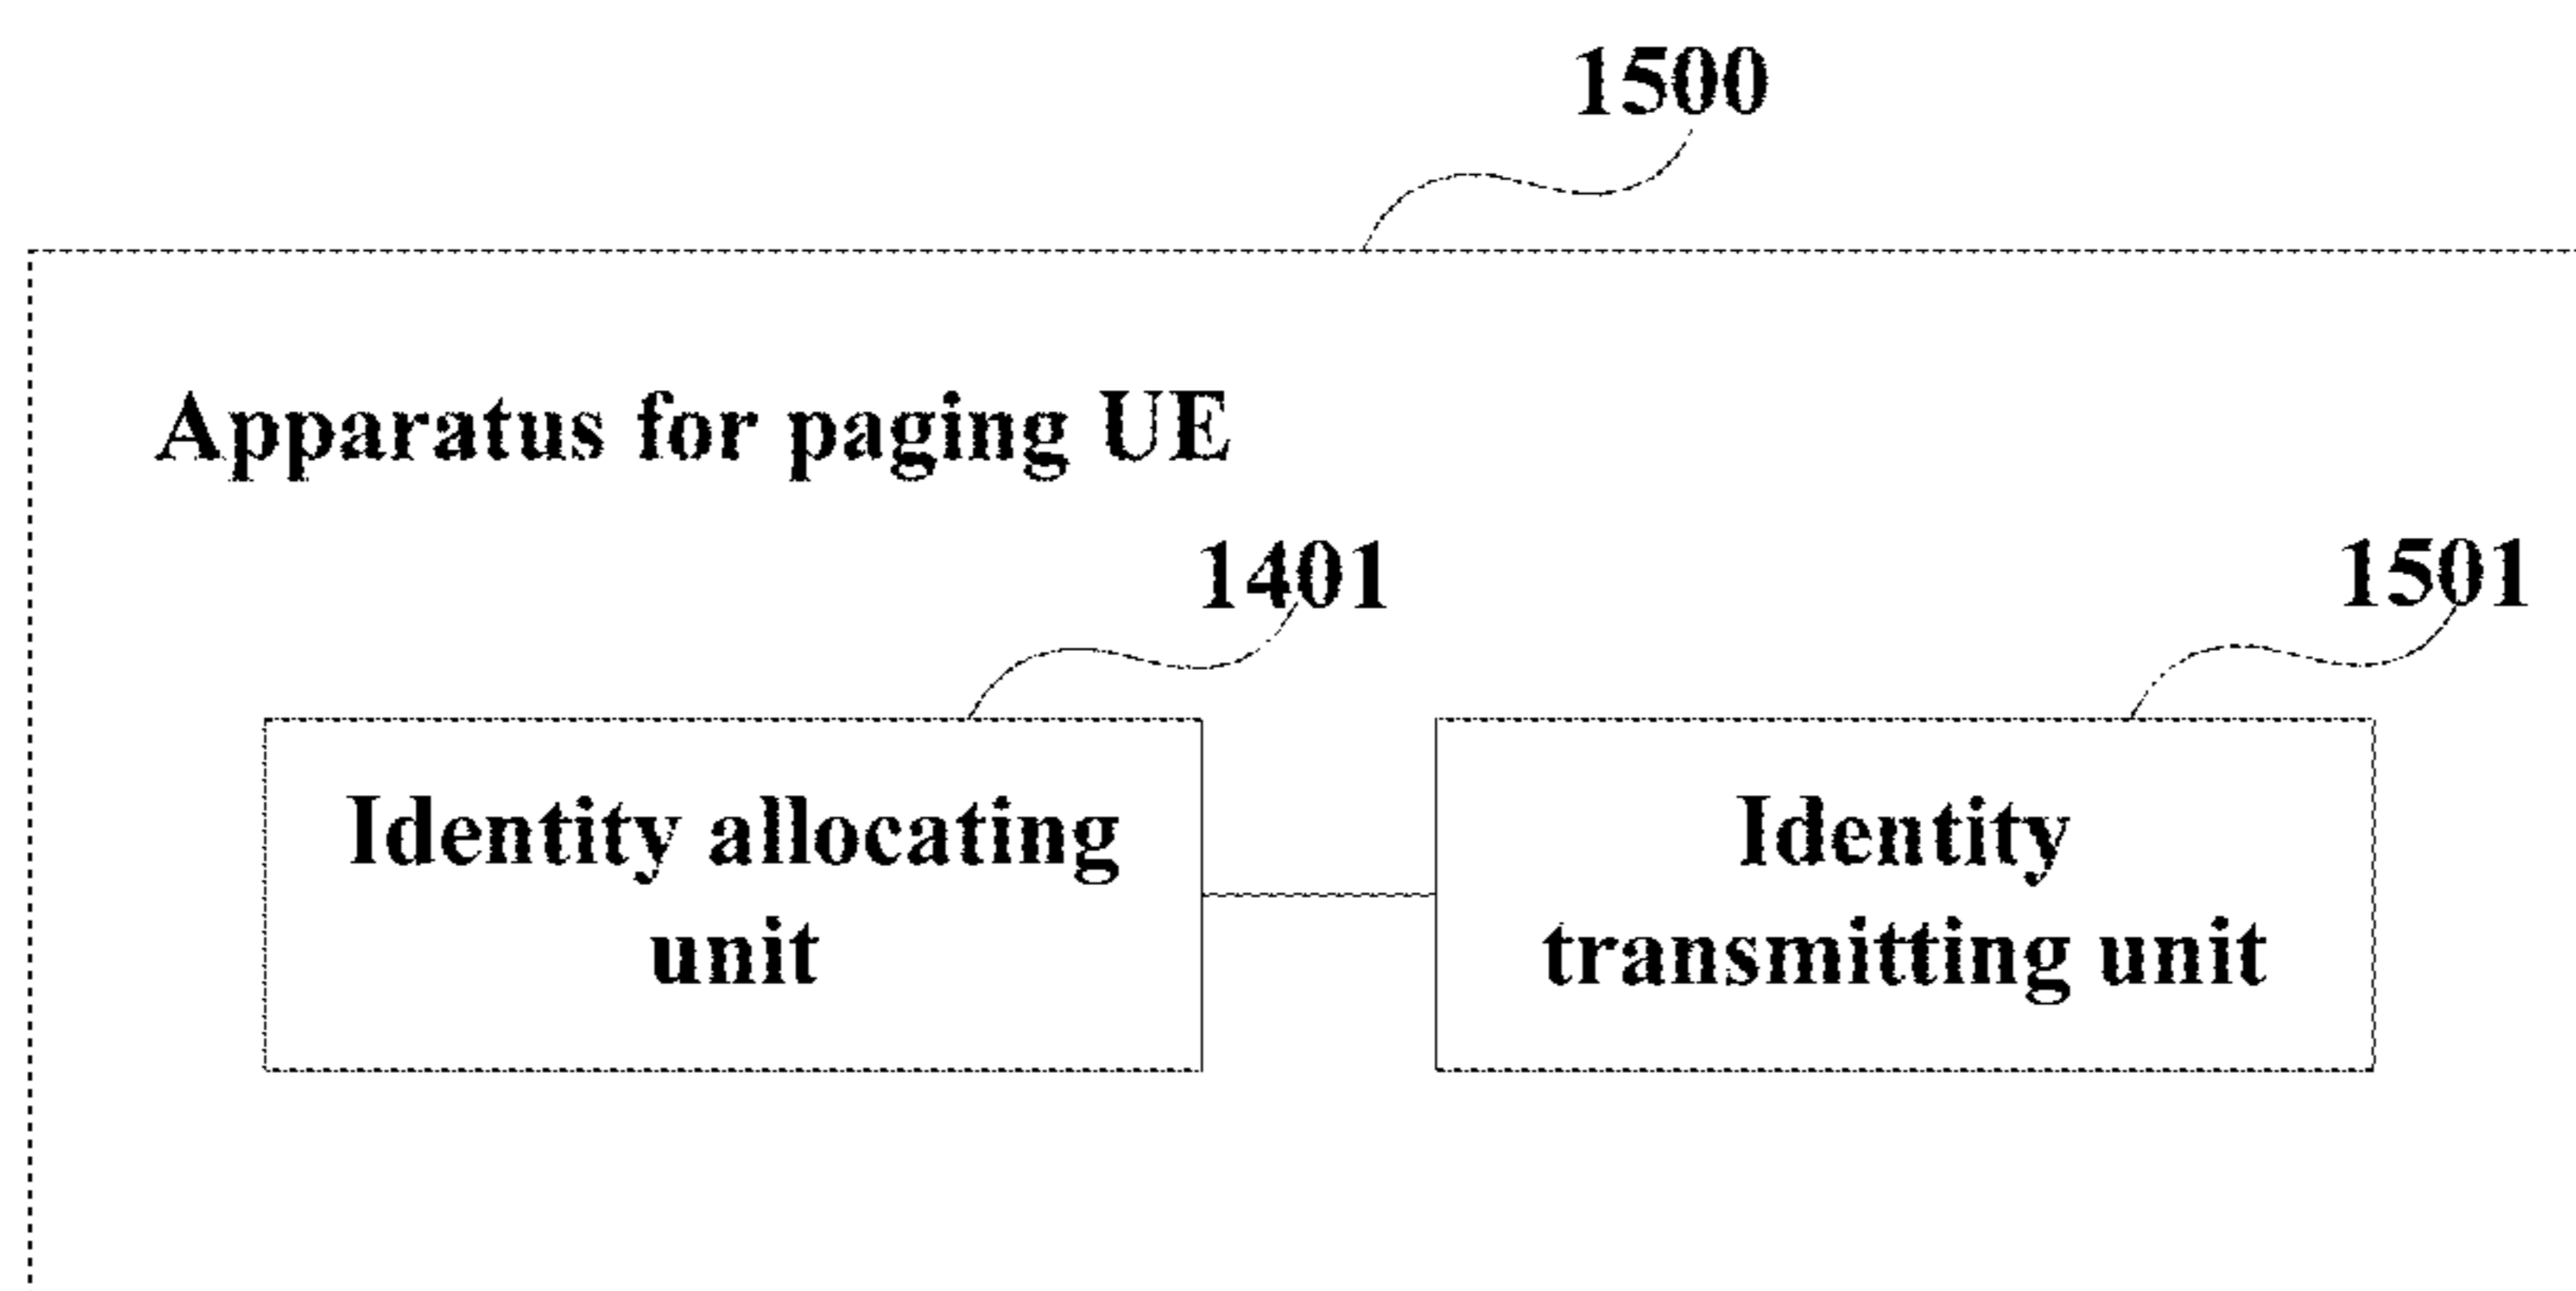 1500
Apparatus for paging UE
1401
1501
Identity allocating
unit
Identity
transmitting unit